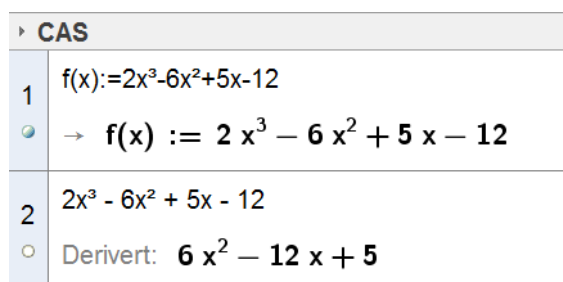 CAS
1
f(x):=2x³-6x²+5x-12
→ f(x) := 2 x³ − 6 x² + 5 x − 12
2
2x³ - 6x² + 5x - 12
Derivert: 6 x² − 12 x + 5